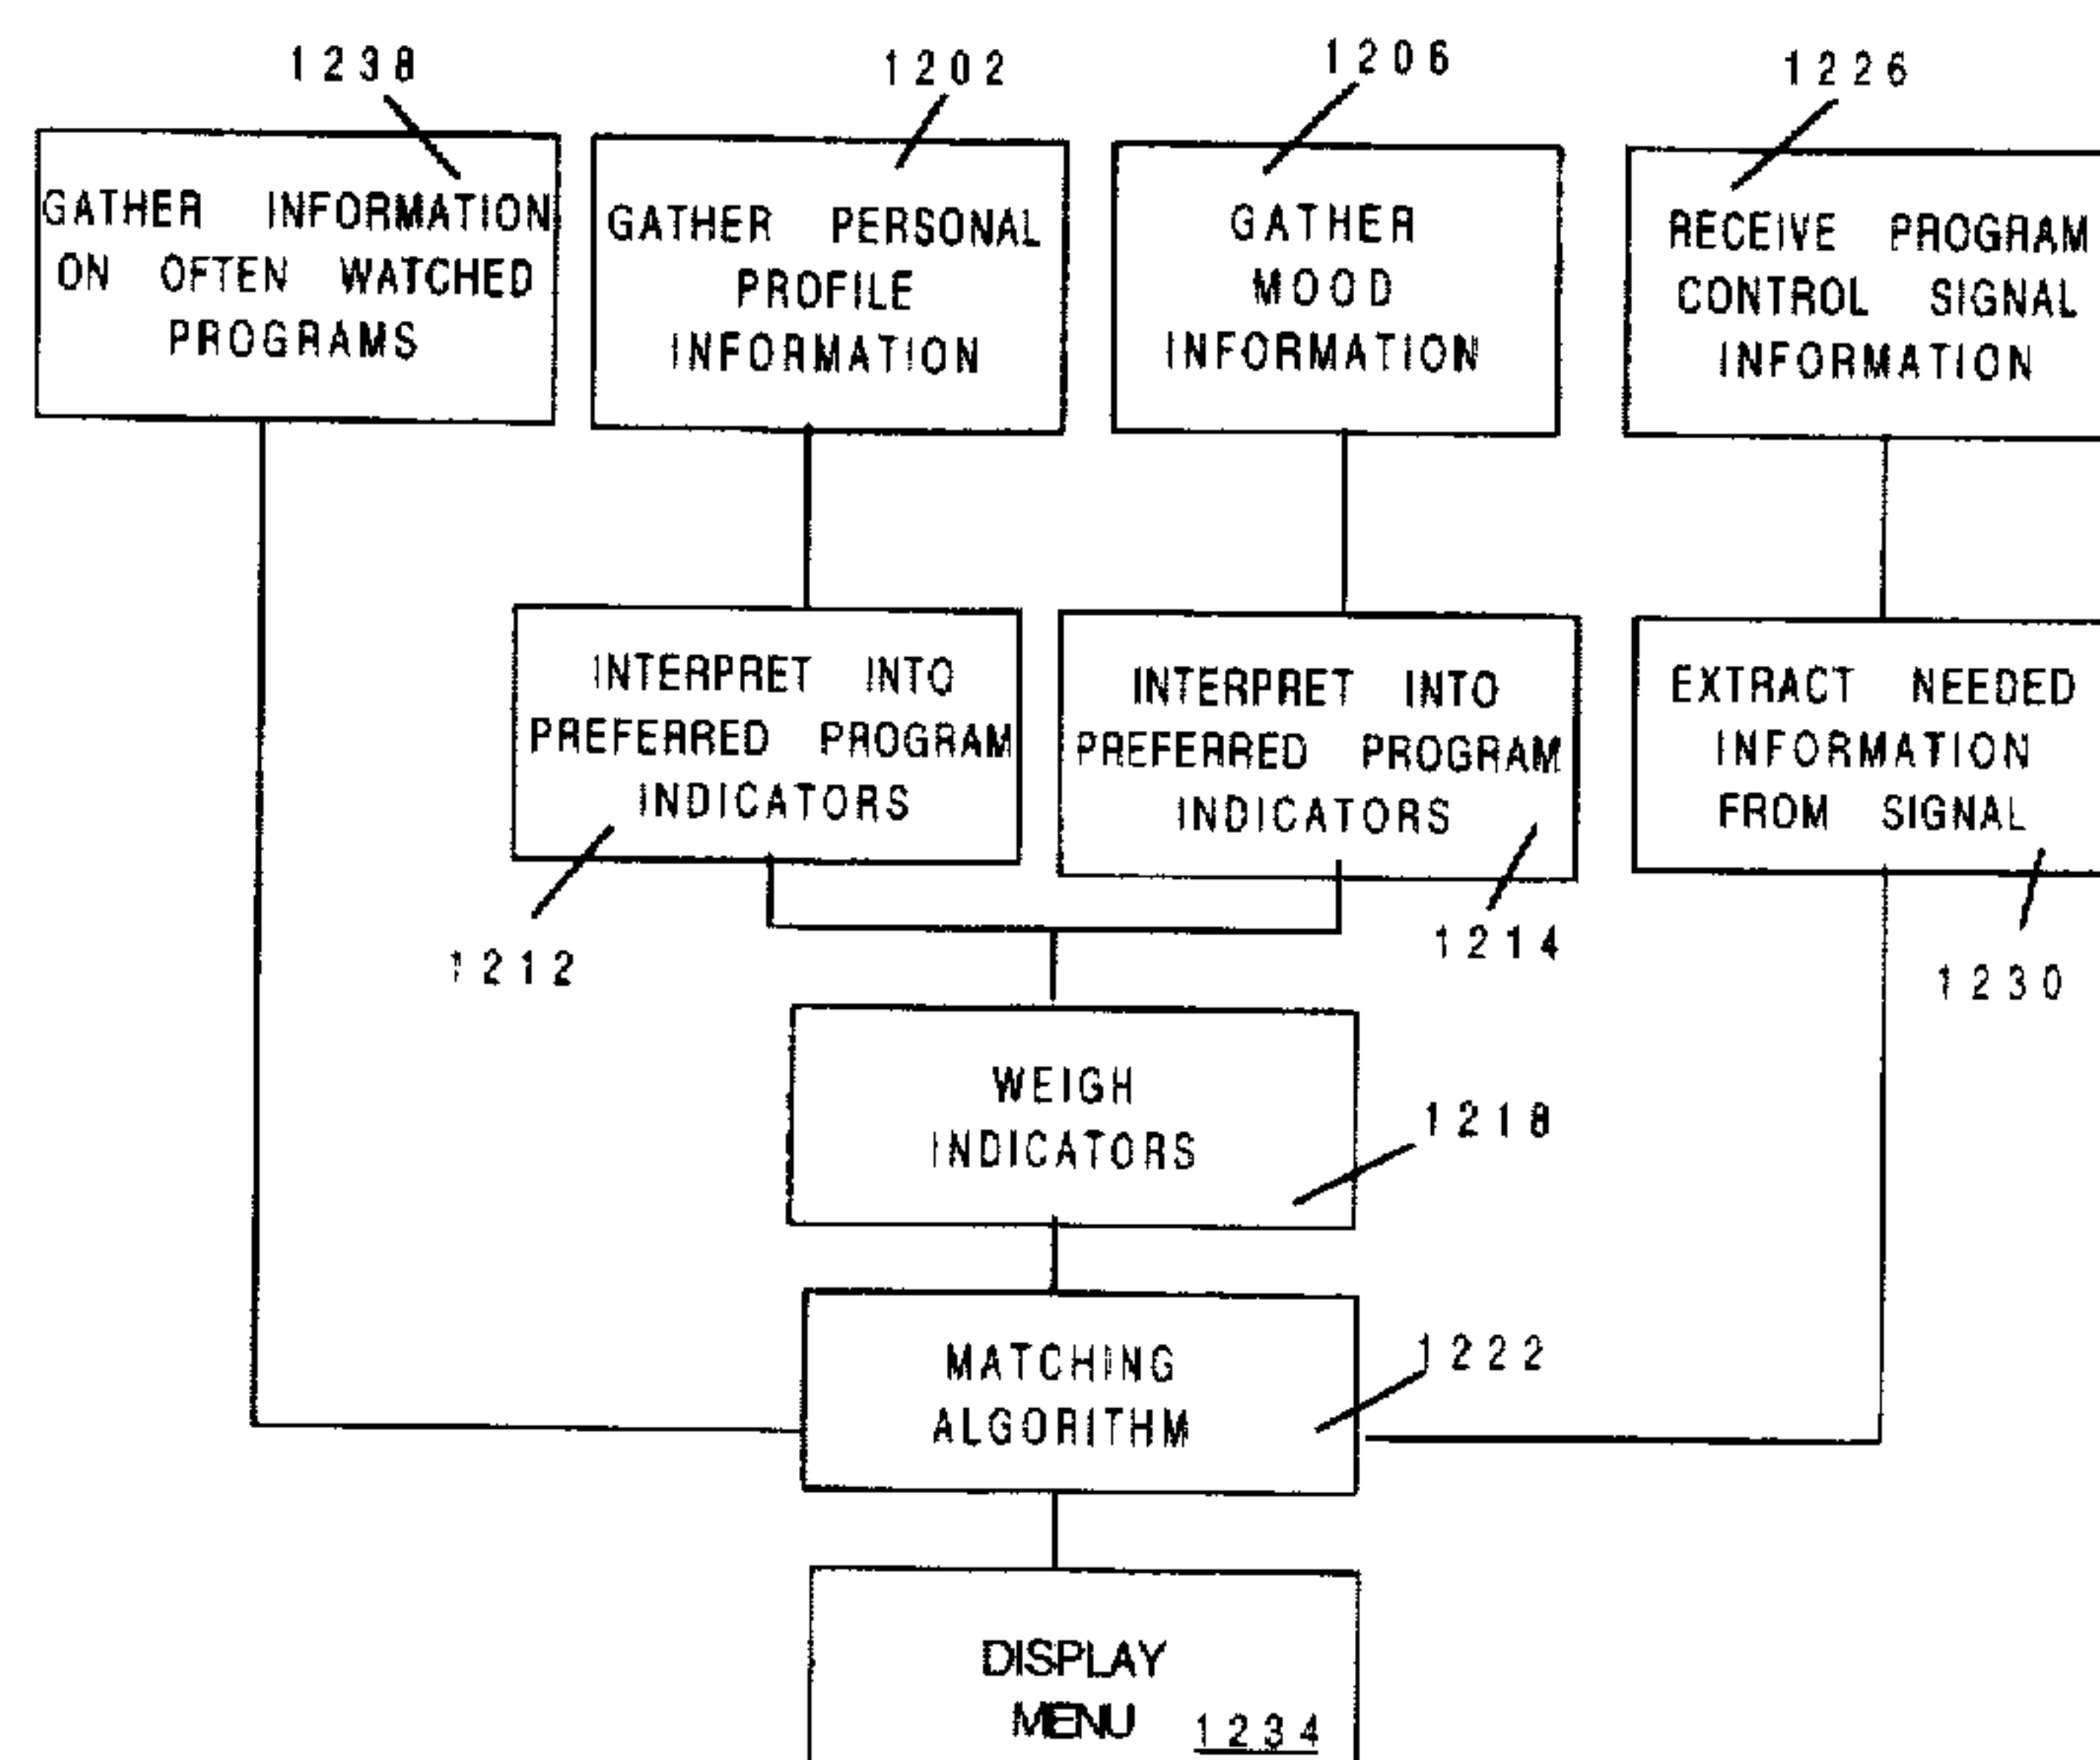 1238
1202
1206
1226
GATHER INFORMATION
ON OFTEN WATCHED
PROGRAMS
GATHER PERSONAL
PROFILE
INFORMATION
GATHER
MOOD
INFORMATION
RECEIVE PROGRAM
CONTROL SIGNAL
INFORMATION
INTERPRET INTO
PREFERRED PROGRAM
INDICATORS
INTERPRET INTO
PREFERRED PROGRAM
INDICATORS
EXTRACT NEEDED
INFORMATION
FROM SIGNAL
1212
1214
1230
WEIGH
INDICATORS
1218
MATCHING
ALGORITHM
1222
DISPLAY
MENU
1234